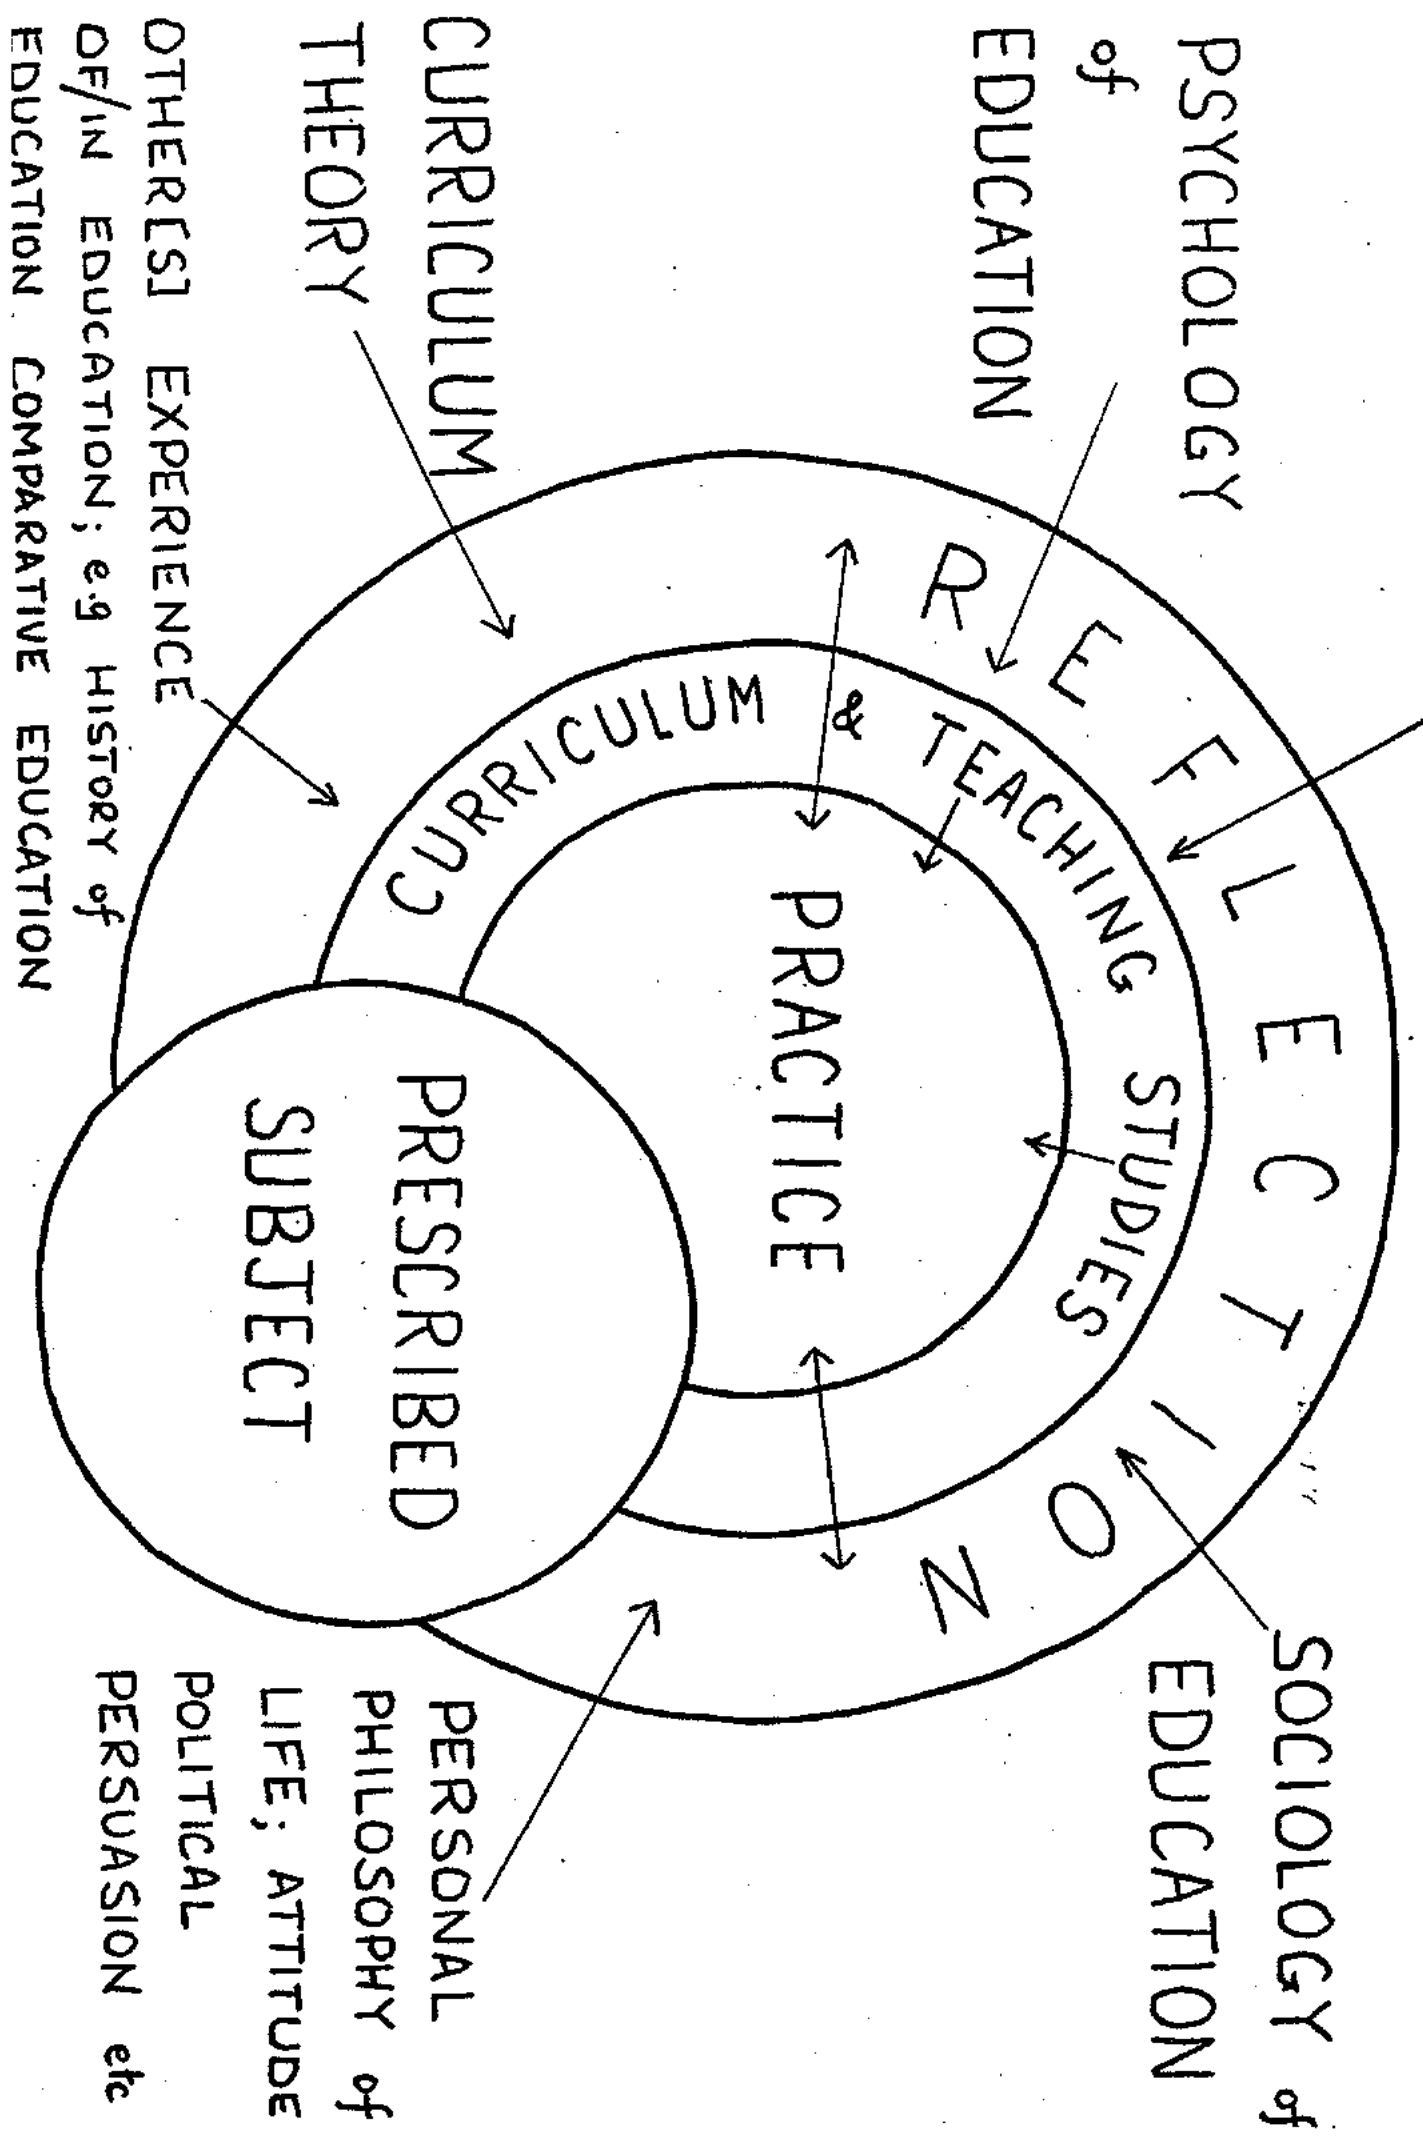 PSYCHOLOGY
of
EDUCATION
SOCIOLOGY of
EDUCATION
REFLECTION
CURRICULUM & TEACHING STUDIES
PRACTICE
CURRICULUM
THEORY
PRESCRIBED
SUBJECT
OTHER[S] EXPERIENCE
OF/IN EDUCATION; e.g HISTORY of
EDUCATION. COMPARATIVE EDUCATION
PERSONAL
PHILOSOPHY of
LIFE; ATTITUDE
POLITICAL
PERSUASION etc